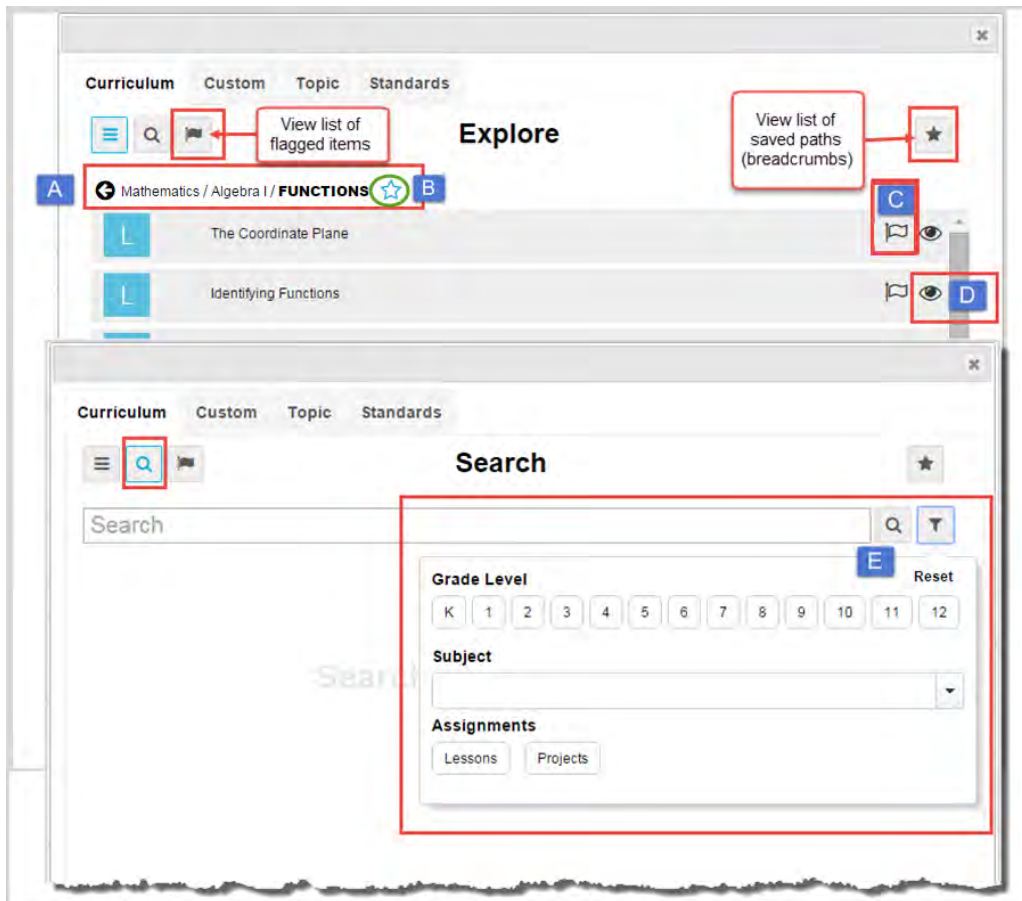 Curriculum Custom Topic Standards
View list of
flagged items
Explore
View list of
saved paths
(breadcrumbs)
A
Mathematics / Algebra I / FUNCTIONS
B
C
L
The Coordinate Plane
L
Identifying Functions
D
Curriculum Custom Topic Standards
Search
Search
E
Grade Level
Reset
K 1 2 3 4 5 6 7 8 9 10 11 12
Subject
Search
Assignments
Lessons Projects